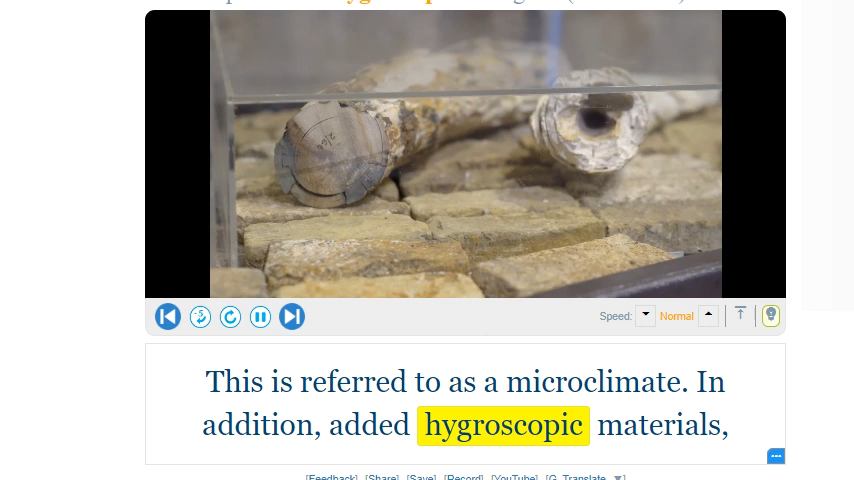 Speed: Normal
This is referred to as a microclimate. In
addition, added hygroscopic materials,
[Feedback] [Share] [Save] [Record] [YouTube] [G. Translate ▼]